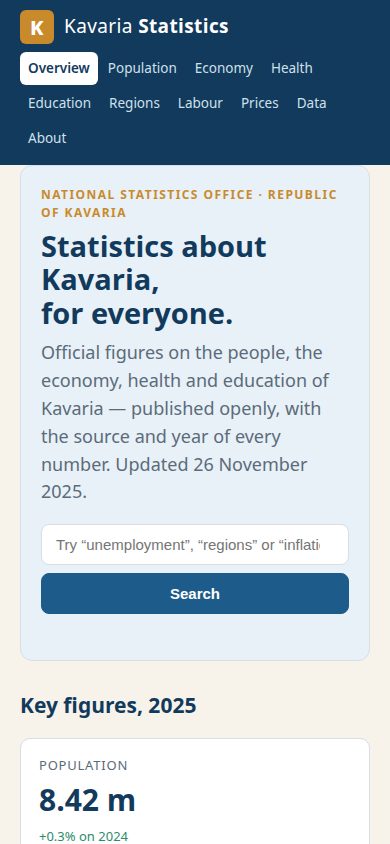 K Kavaria Statistics
Overview Population Economy Health
Education Regions Labour Prices Data
About
NATIONAL STATISTICS OFFICE · REPUBLIC
OF KAVARIA
Statistics about
Kavaria,
for everyone.
Official figures on the people, the
economy, health and education of
Kavaria — published openly, with
the source and year of every
number. Updated 26 November
2025.
Try “unemployment”, “regions” or “inflati
Search
Key figures, 2025
POPULATION
8.42 m
+0.3% on 2024